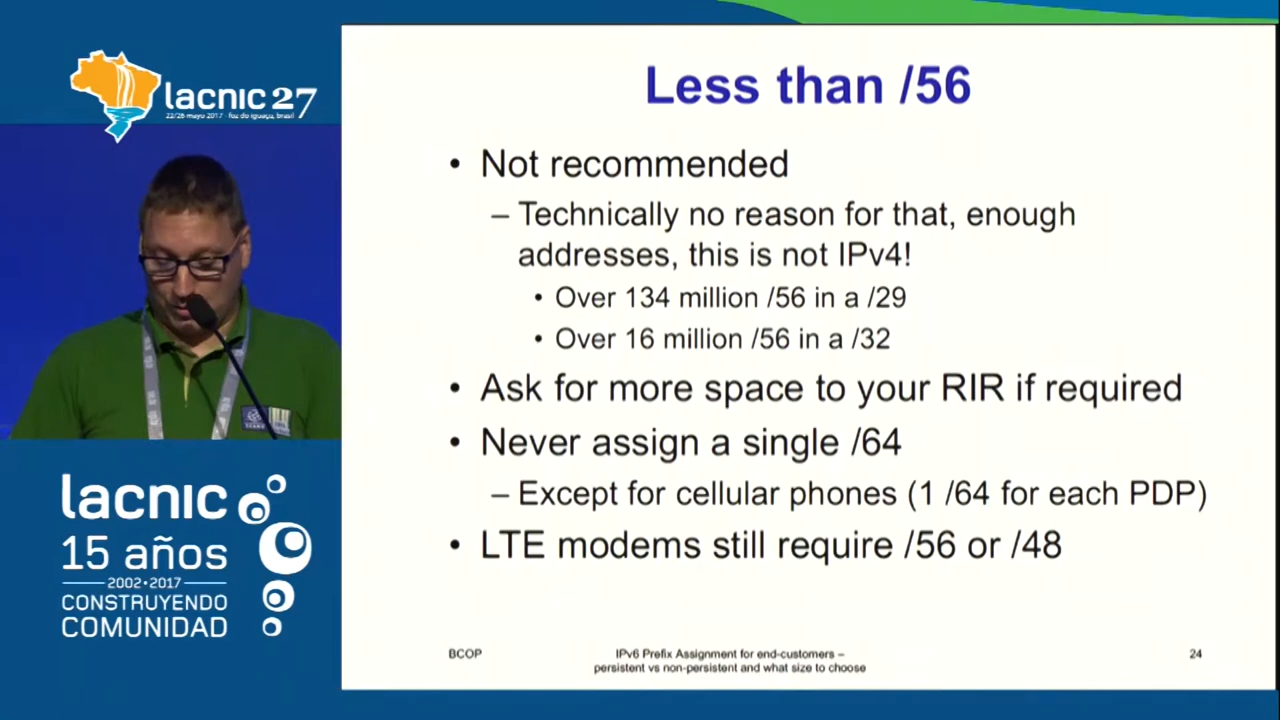 lacnic 27
22/26 mayo 2017 - foz do iguaçu, brasil
lacnic
15 años
2002•2017
CONSTRUYENDO
COMUNIDAD
Less than /56
• Not recommended
– Technically no reason for that, enough
addresses, this is not IPv4!
• Over 134 million /56 in a /29
• Over 16 million /56 in a /32
• Ask for more space to your RIR if required
• Never assign a single /64
– Except for cellular phones (1 /64 for each PDP)
• LTE modems still require /56 or /48
BCOP
IPv6 Prefix Assignment for end-customers –
persistent vs non-persistent and what size to choose
24